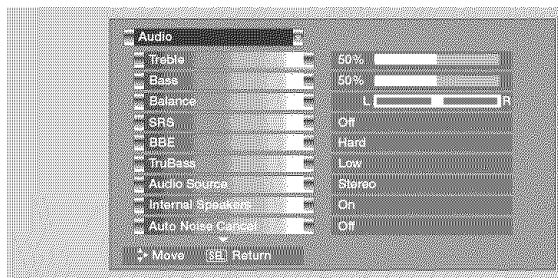 Audio
Treble 50%
Bass 50%
Balance L R
SRS Off
BBE Hard
TruBass Low
Audio Source Stereo
Internal Speakers On
Auto Noise Cancel Off
Move SEL Return